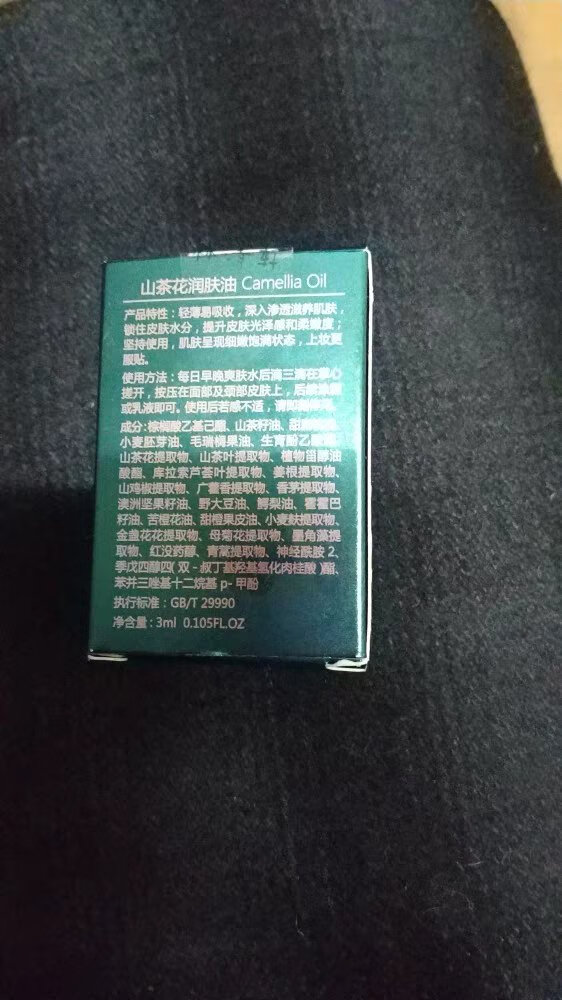 山茶花润肤油 Camellia Oil
产品特性：轻薄易吸收，深入渗透滋养肌肤，
锁住皮肤水分，提升皮肤光泽感和柔嫩度；
坚持使用，肌肤呈现细嫩饱满状态，上妆更
服贴。
使用方法：每日早晚爽肤水后滴三滴在掌心
搓开，按压在面部及颈部皮肤上，后续涂
或乳液即可。使用后若感不适，请即
成分：棕榈酸乙基己酯、山茶籽油、甜
小麦胚芽油、毛瑞榈果油、生育酚乙酸酯、
山茶花提取物、山茶叶提取物、植物甾醇油
酸酯、库拉索芦荟叶提取物、姜根提取物、
山鸡椒提取物、广藿香提取物、香茅提取物、
澳洲坚果籽油、野大豆油、鳄梨油、霍霍巴
籽油、苦橙花油、甜橙果皮油、小麦麸提取物、
金盏花花提取物、母菊花提取物、墨角藻提
取物、红没药醇、青蒿提取物、神经酰胺 2、
季戊四醇四( 双 - 叔丁基羟基氢化肉桂酸 )酯、
苯并三唑基十二烷基 p- 甲酚
执行标准：GB/T 29990
净含量：3ml 0.105FL.OZ